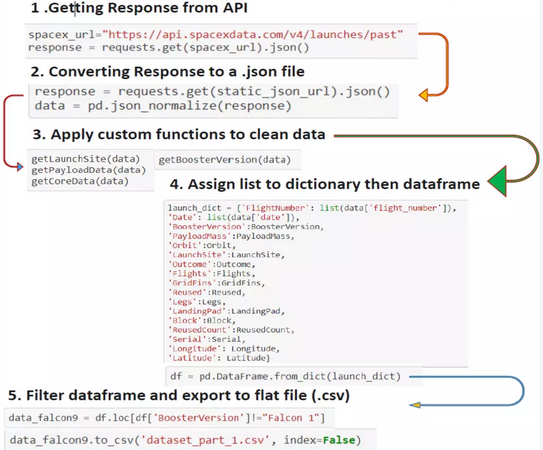 1 .Getting Response from API
spacex_url="https://api.spacexdata.com/v4/launches/past"
response = requests.get(spacex_url).json()
2. Converting Response to a .json file
response = requests.get(static_json_url).json()
data = pd.json_normalize(response)
3. Apply custom functions to clean data
getLaunchSite(data)
getPayloadData(data)
getCoreData(data)
getBoosterVersion(data)
4. Assign list to dictionary then dataframe
launch_dict = {'FlightNumber': list(data['flight_number']),
'Date': list(data['date']),
'BoosterVersion':BoosterVersion,
'PayloadMass':PayloadMass,
'Orbit':Orbit,
'LaunchSite':LaunchSite,
'Outcome':Outcome,
'Flights':Flights,
'GridFins':GridFins,
'Reused':Reused,
'Legs':Legs,
'LandingPad':LandingPad,
'Block':Block,
'ReusedCount':ReusedCount,
'Serial':Serial,
'Longitude': Longitude,
'Latitude': Latitude}
df = pd.DataFrame.from_dict(launch_dict)
5. Filter dataframe and export to flat file (.csv)
data_falcon9 = df.loc[df['BoosterVersion']!="Falcon 1"]
data_falcon9.to_csv('dataset_part_1.csv', index=False)